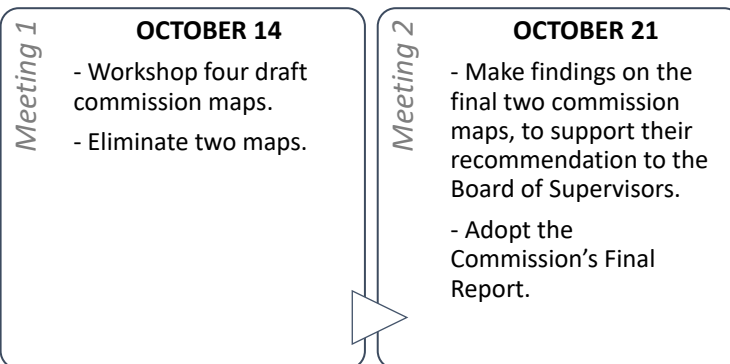 Meeting 1
OCTOBER 14
- Workshop four draft
commission maps.
- Eliminate two maps.
Meeting 2
OCTOBER 21
- Make findings on the
final two commission
maps, to support their
recommendation to the
Board of Supervisors.
- Adopt the
Commission’s Final
Report.